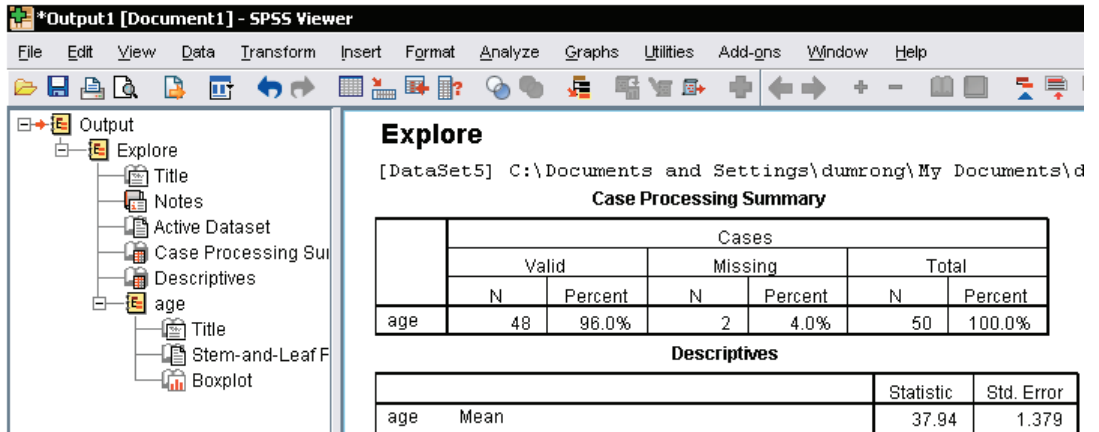 *Output1 [Document1] - SPSS Viewer
File Edit View Data Transform Insert Format Analyze Graphs Utilities Add-ons Window Help
Output
Explore
Title
Notes
Active Dataset
Case Processing Sur
Descriptives
age
Title
Stem-and-Leaf F
Boxplot
Explore
[DataSet5] C:\Documents and Settings\dumrong\My Documents\d
Case Processing Summary
Cases
Valid Missing Total
N Percent N Percent N Percent
age 48 96.0% 2 4.0% 50 100.0%
Descriptives
Statistic Std. Error
age Mean 37.94 1.379